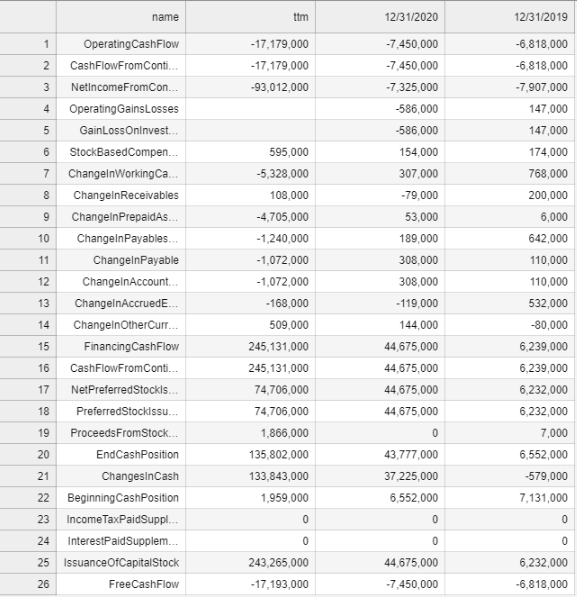 name ttm 12/31/2020 12/31/2019
1 OperatingCashFlow -17,179,000 -7,450,000 -6,818,000
2 CashFlowFromConti... -17,179,000 -7,450,000 -6,818,000
3 NetIncomeFromCon... -93,012,000 -7,325,000 -7,907,000
4 OperatingGainsLosses -586,000 147,000
5 GainLossOnInvest... -586,000 147,000
6 StockBasedCompen... 595,000 154,000 174,000
7 ChangeInWorkingCa... -5,328,000 307,000 768,000
8 ChangeInReceivables 108,000 -79,000 200,000
9 ChangeInPrepaidAs... -4,705,000 53,000 6,000
10 ChangeInPayables... -1,240,000 189,000 642,000
11 ChangeInPayable -1,072,000 308,000 110,000
12 ChangeInAccount... -1,072,000 308,000 110,000
13 ChangeInAccruedE... -168,000 -119,000 532,000
14 ChangeInOtherCurr... 509,000 144,000 -80,000
15 FinancingCashFlow 245,131,000 44,675,000 6,239,000
16 CashFlowFromConti... 245,131,000 44,675,000 6,239,000
17 NetPreferredStockIs... 74,706,000 44,675,000 6,232,000
18 PreferredStockIssu... 74,706,000 44,675,000 6,232,000
19 ProceedsFromStock... 1,866,000 0 7,000
20 EndCashPosition 135,802,000 43,777,000 6,552,000
21 ChangesInCash 133,843,000 37,225,000 -579,000
22 BeginningCashPosition 1,959,000 6,552,000 7,131,000
23 IncomeTaxPaidSuppl... 0 0 0
24 InterestPaidSupplem... 0 0 0
25 IssuanceOfCapitalStock 243,265,000 44,675,000 6,232,000
26 FreeCashFlow -17,193,000 -7,450,000 -6,818,000